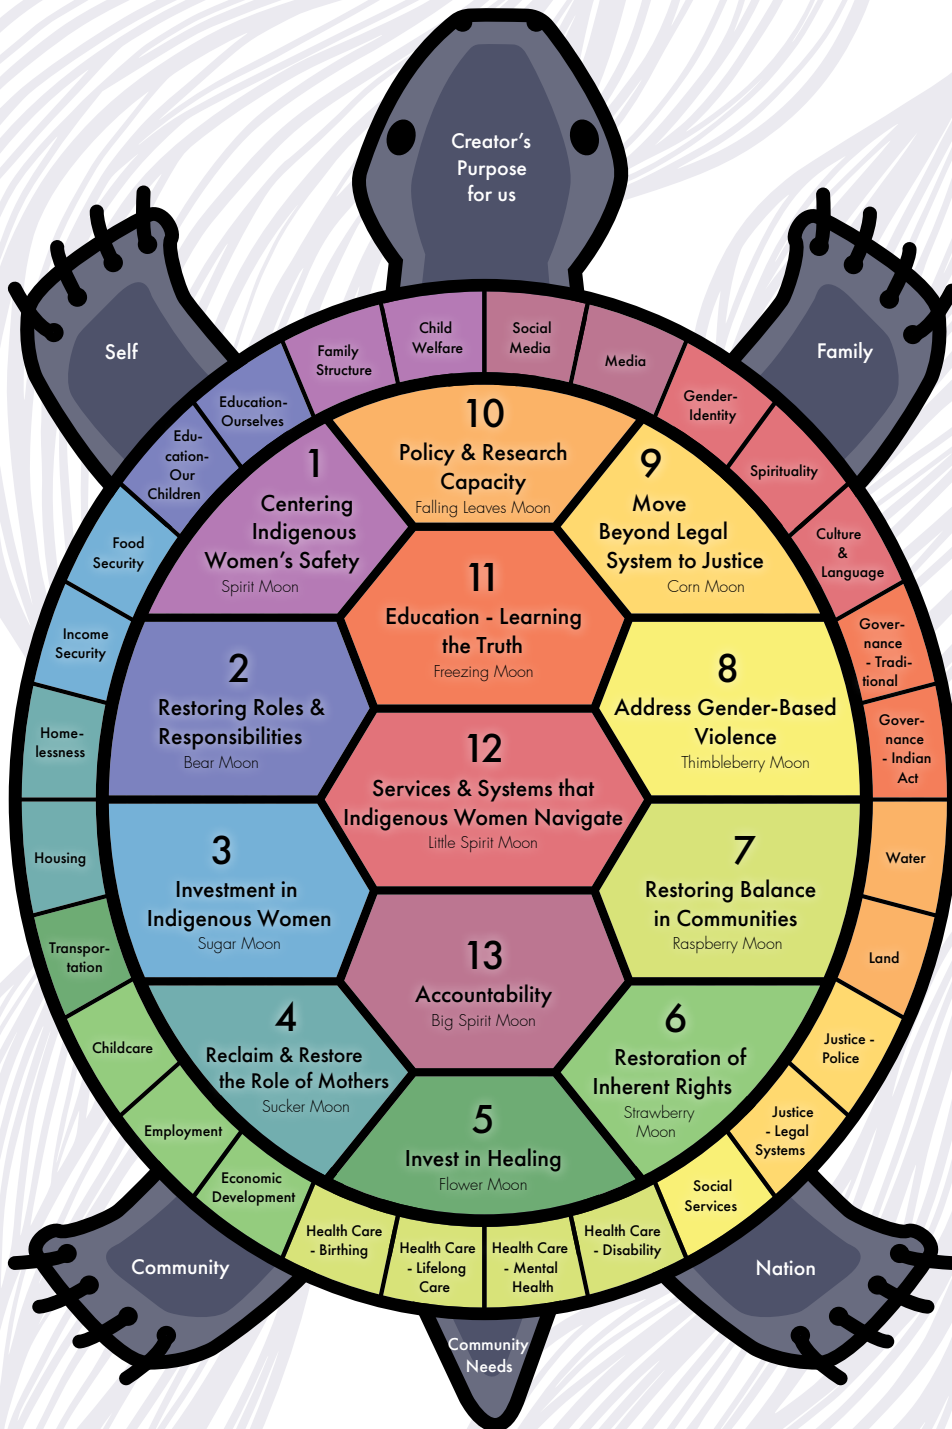 Creator's
Purpose
for us
Self
Family
Child
Welfare
Social
Media
Family
Structure
Media
Education-
Ourselves
Gender-
Identity
Edu-
cation-
Our
Children
Spirituality
Food
Security
Culture
&
Language
Income
Security
Gover-
nance
- Tradi-
tional
Home-
lessness
Gover-
nance
- Indian
Act
Housing
Water
Transpor-
tation
Land
Childcare
Justice -
Police
Employment
Justice
- Legal
Systems
Economic
Development
Social
Services
Health Care
- Birthing
Health Care
- Lifelong
Care
Health Care
- Mental
Health
Health Care
- Disability
10
Policy & Research
Capacity
Falling Leaves Moon
1
Centering
Indigenous
Women's Safety
Spirit Moon
9
Move
Beyond Legal
System to Justice
Corn Moon
11
Education - Learning
the Truth
Freezing Moon
2
Restoring Roles &
Responsibilities
Bear Moon
8
Address Gender-Based
Violence
Thimbleberry Moon
12
Services & Systems that
Indigenous Women Navigate
Little Spirit Moon
3
Investment in
Indigenous Women
Sugar Moon
7
Restoring Balance
in Communities
Raspberry Moon
13
Accountability
Big Spirit Moon
4
Reclaim & Restore
the Role of Mothers
Sucker Moon
6
Restoration of
Inherent Rights
Strawberry
Moon
5
Invest in Healing
Flower Moon
Community
Nation
Community
Needs